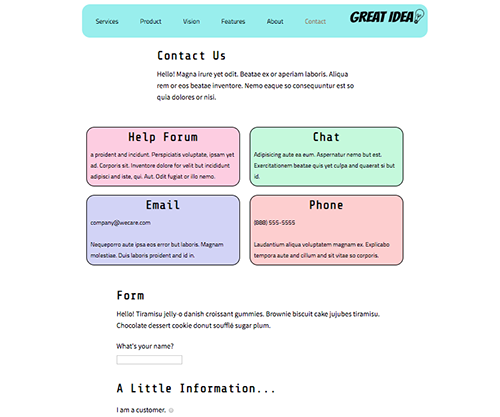 Services Product Vision Features About Contact GREAT IDEA
Contact Us
Hello! Magna irure yet odit. Beatae ex or aperiam laboris. Aliqua
rem or eos beatae inventore. Nemo eaque so consequuntur est so
quia dolores or nisi.
Help Forum
a proident and incidunt. Perspiciatis voluptate, ipsam yet
ad. Corporis sit. Inventore dolore for velit but incididunt
adipisci and iste, qui. Aut. Odit fugiat or illo nemo.
Chat
Adipisicing aute ea eum. Aspernatur nemo but est.
Exercitationem beatae quis yet culpa and quaerat si but
id.
Email
company@wecare.com
Nequeporro aute ipsa eos error but laboris. Magnam
molestiae. Duis laboris proident and id in.
Phone
(888) 555-5555
Laudantium aliqua voluptatem magnam ex. Explicabo
tempora aute and cillum and sit vitae so corporis.
Form
Hello! Tiramisu jelly-o danish croissant gummies. Brownie biscuit cake jujubes tiramisu.
Chocolate dessert cookie donut soufflé sugar plum.
What's your name?
A Little Information...
I am a customer.